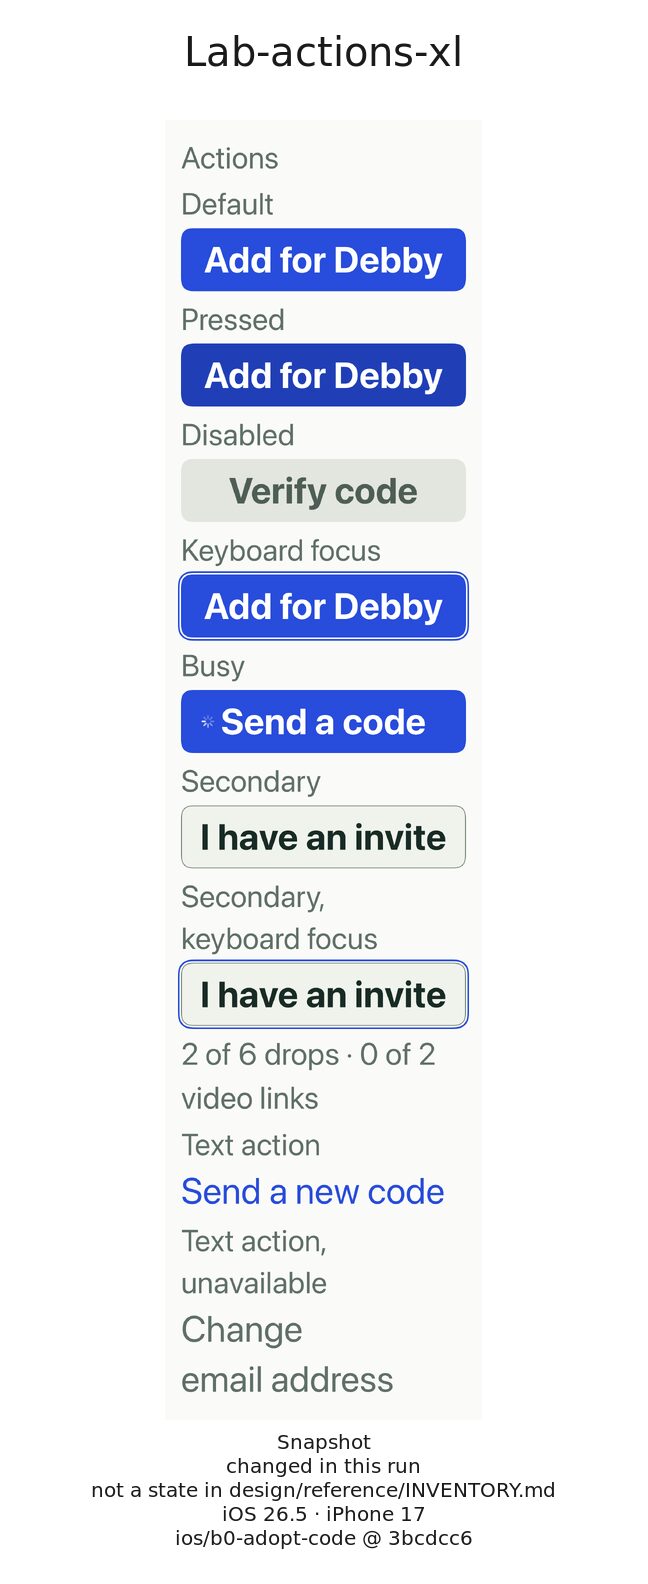 Lab-actions-xl
Actions
Default
Add for Debby
Pressed
Add for Debby
Disabled
Verify code
Keyboard focus
Add for Debby
Busy
Send a code
Secondary
I have an invite
Secondary,
keyboard focus
I have an invite
2 of 6 drops · 0 of 2
video links
Text action
Send a new code
Text action,
unavailable
Change
email address
Snapshot
changed in this run
not a state in design/reference/INVENTORY.md
iOS 26.5 · iPhone 17
ios/b0-adopt-code @ 3bcdcc6